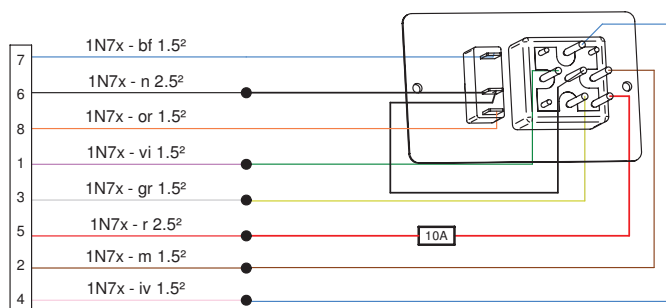 7 1N7x - bf 1.5²
6 1N7x - n 2.5²
8 1N7x - or 1.5²
1 1N7x - vi 1.5²
3 1N7x - gr 1.5²
5 1N7x - r 2.5² 10A
2 1N7x - m 1.5²
4 1N7x - iv 1.5²